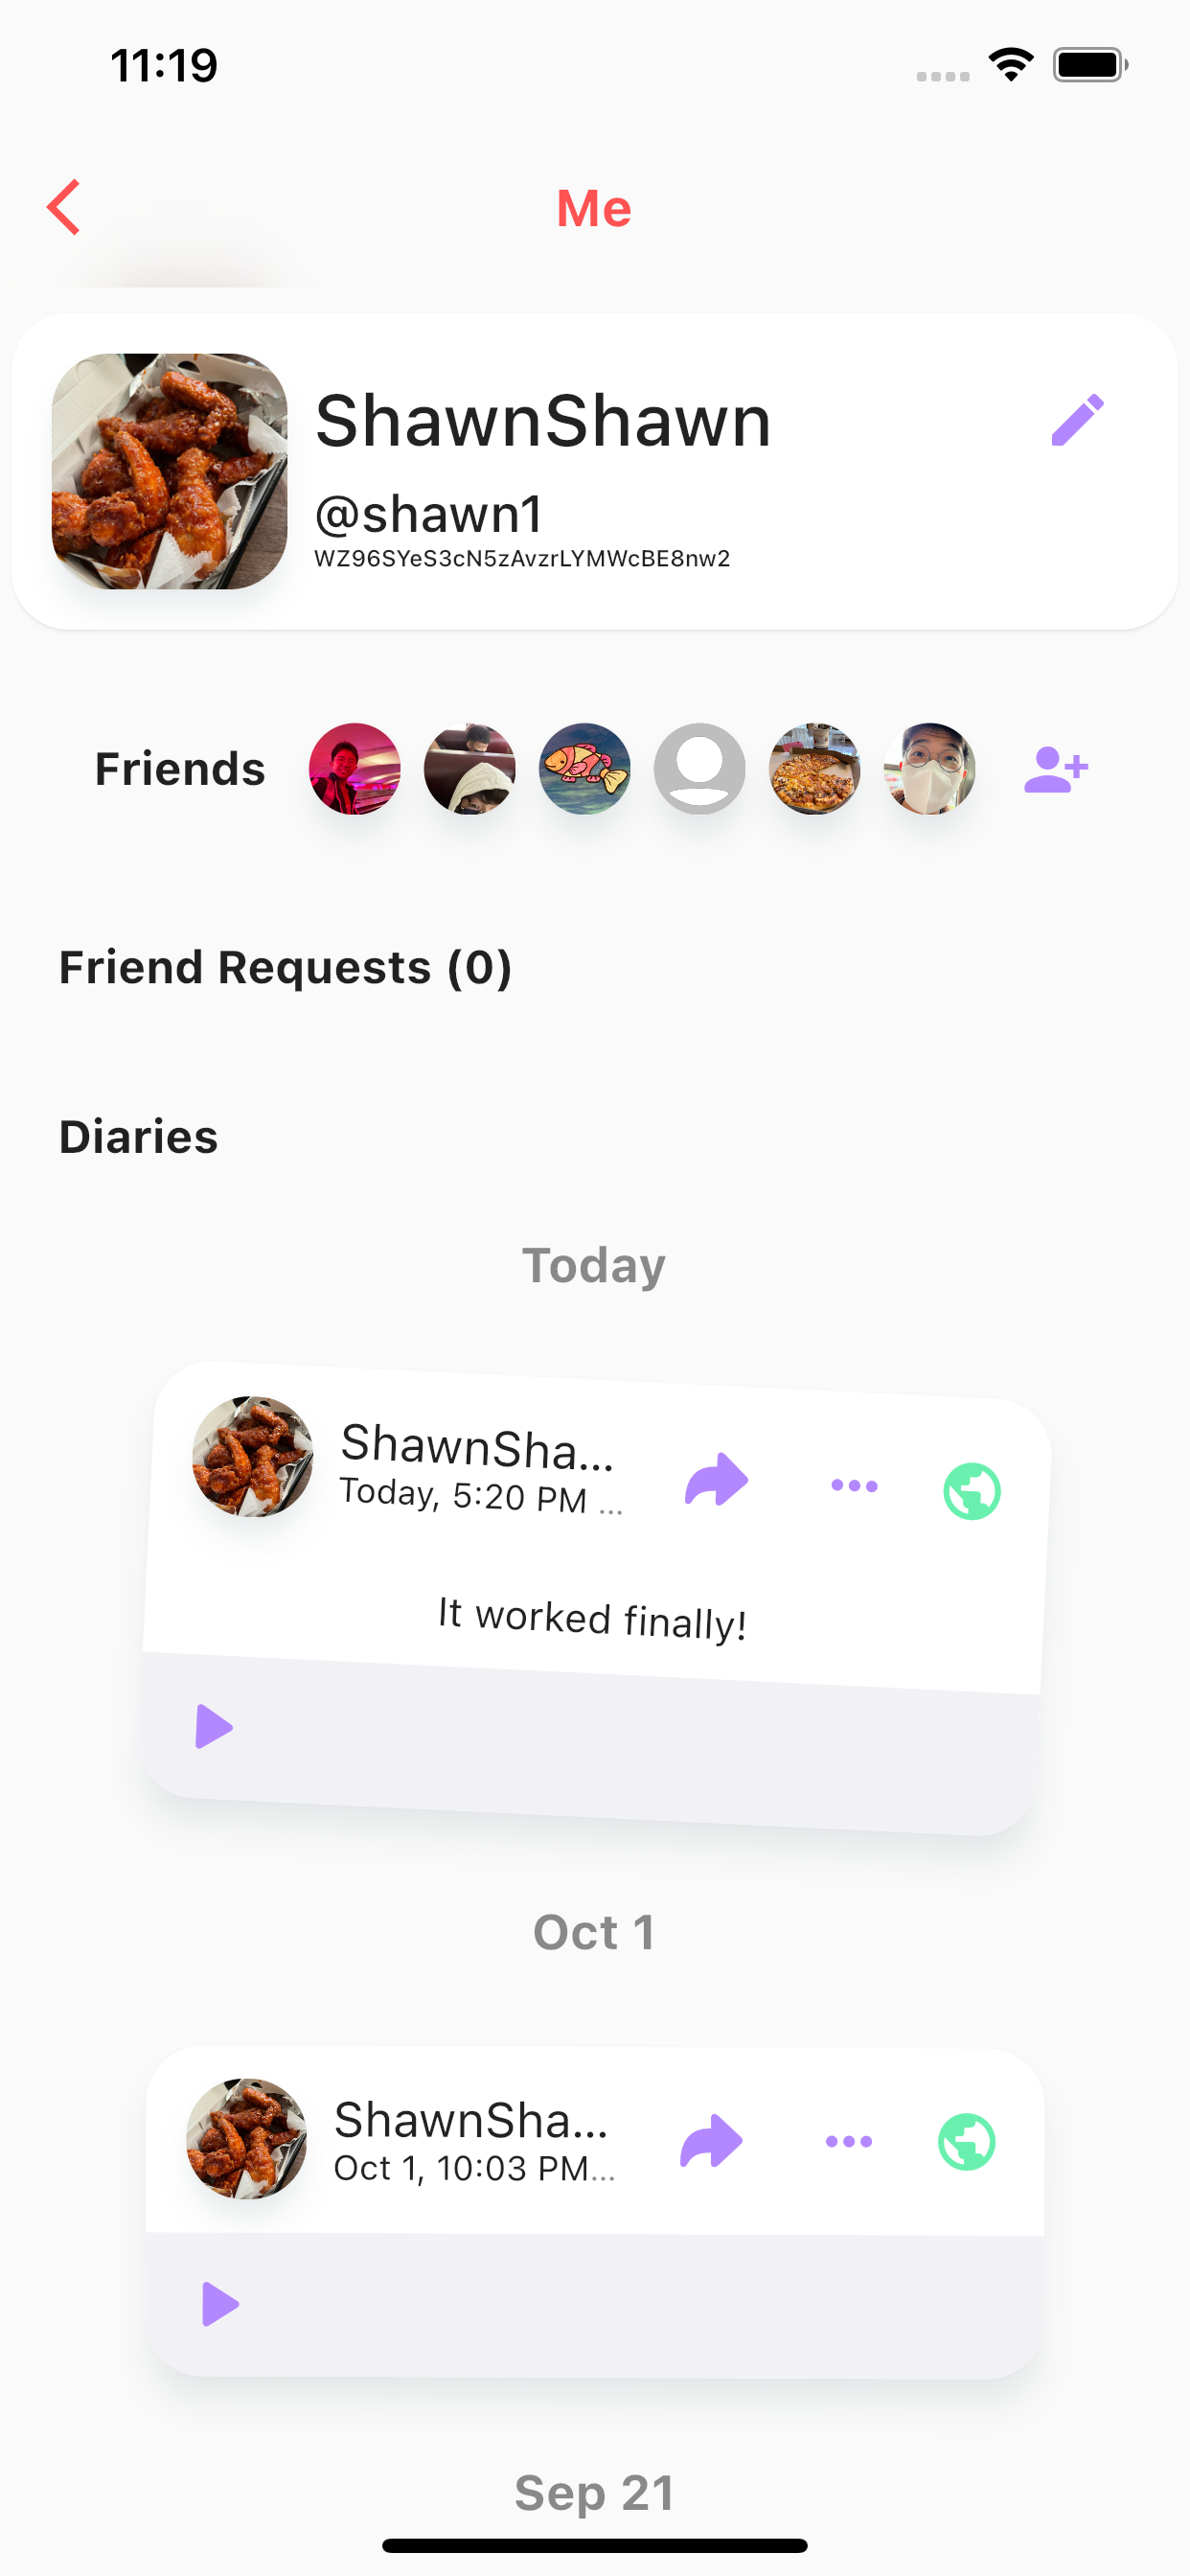 11:19
Me
ShawnShawn
@shawn1
WZ96SYeS3cN5zAvzrLYMWcBE8nw2
Friends
Friend Requests (0)
Diaries
Today
ShawnSha...
Today, 5:20 PM ...
It worked finally!
Oct 1
ShawnSha...
Oct 1, 10:03 PM...
Sep 21